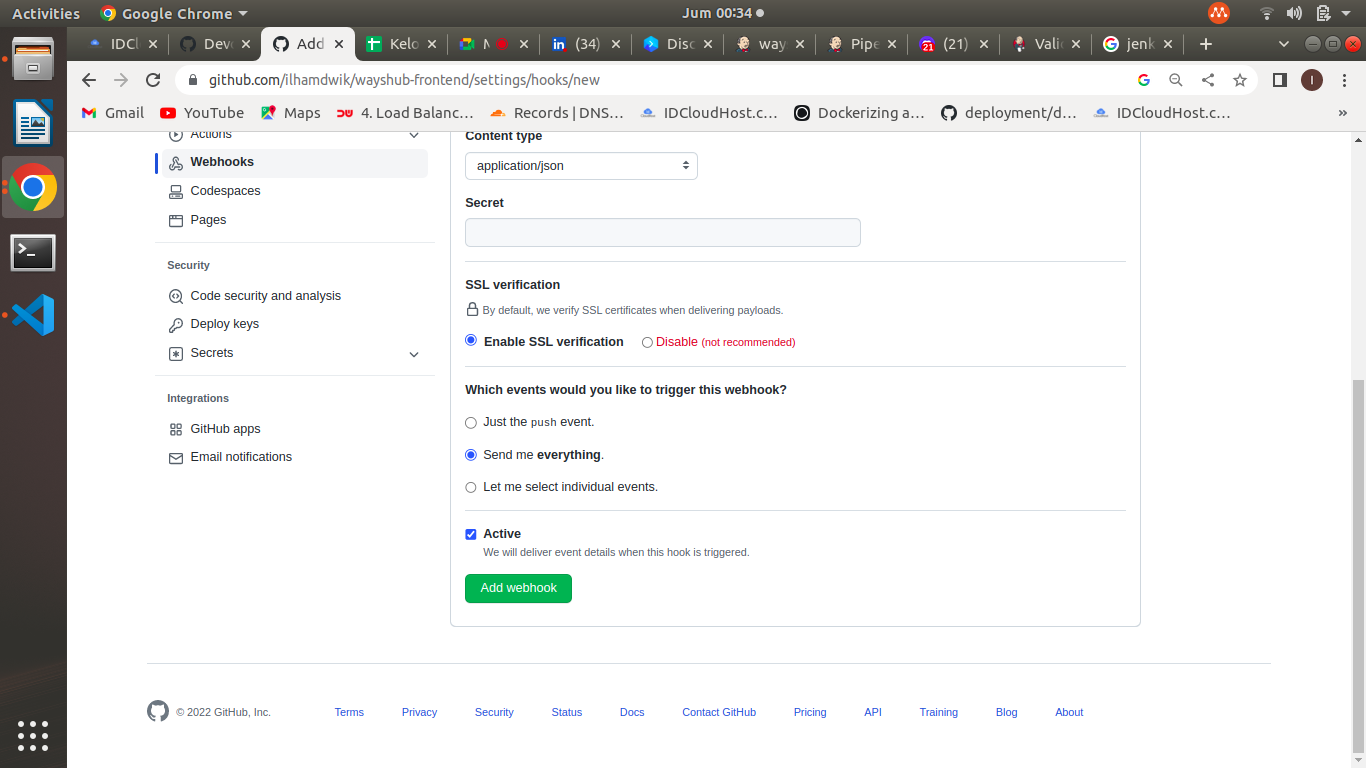 Activities Google Chrome Jum 00:34
IDCl Devo Add Kelo M (34) Disc way Pipe (21) Vali jenk
21
github.com/ilhamdwik/wayshub-frontend/settings/hooks/new I
Gmail YouTube Maps 4. Load Balanc... Records | DNS... IDCloudHost.c... Dockerizing a... deployment/d... IDCloudHost.c... »
Actions
Webhooks
Codespaces
Pages
Security
Code security and analysis
Deploy keys
Secrets
Integrations
GitHub apps
Email notifications
Content type
application/json
Secret
SSL verification
By default, we verify SSL certificates when delivering payloads.
Enable SSL verification Disable (not recommended)
Which events would you like to trigger this webhook?
Just the push event.
Send me everything.
Let me select individual events.
Active
We will deliver event details when this hook is triggered.
Add webhook
© 2022 GitHub, Inc. Terms Privacy Security Status Docs Contact GitHub Pricing API Training Blog About